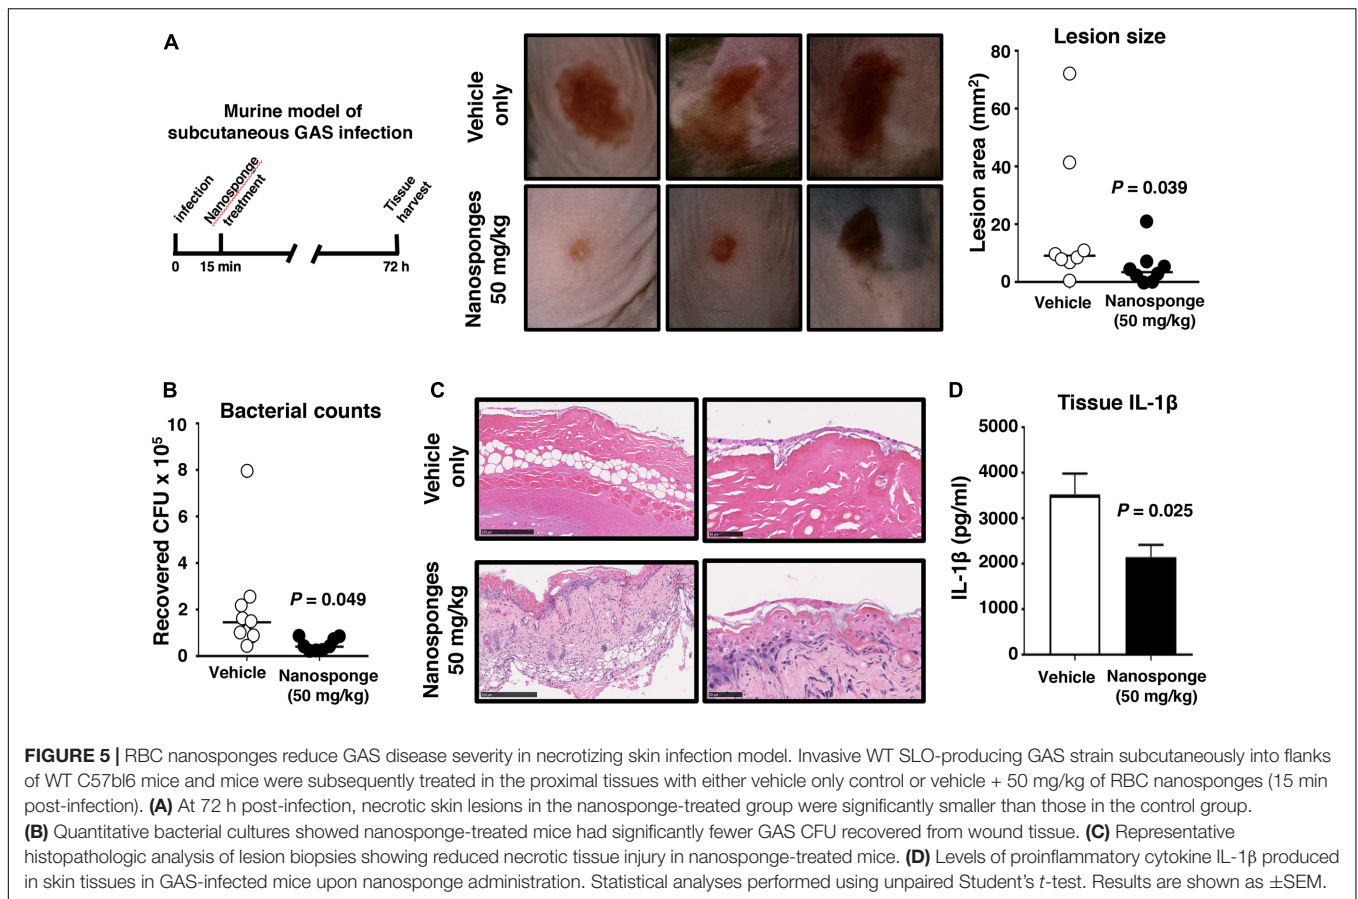 A
Murine model of
subcutaneous GAS infection
infection
Nanosponge
treatment
Tissue
harvest
0
15 min
72 h
Vehicle
only
Nanosponges
50 mg/kg
Lesion size
Lesion area (mm²)
80
60
40
20
0
P = 0.039
Vehicle
Nanosponge
(50 mg/kg)
B
Bacterial counts
Recovered CFU x 10⁵
10
8
6
4
2
0
P = 0.049
Vehicle
Nanosponge
(50 mg/kg)
C
Vehicle
only
Nanosponges
50 mg/kg
D
Tissue IL-1β
IL-1β (pg/ml)
5000
4000
3000
2000
1000
0
P = 0.025
Vehicle
Nanosponge
(50 mg/kg)
FIGURE 5 | RBC nanosponges reduce GAS disease severity in necrotizing skin infection model. Invasive WT SLO-producing GAS strain subcutaneously into flanks
of WT C57bl6 mice and mice were subsequently treated in the proximal tissues with either vehicle only control or vehicle + 50 mg/kg of RBC nanosponges (15 min
post-infection). (A) At 72 h post-infection, necrotic skin lesions in the nanosponge-treated group were significantly smaller than those in the control group.
(B) Quantitative bacterial cultures showed nanosponge-treated mice had significantly fewer GAS CFU recovered from wound tissue. (C) Representative
histopathologic analysis of lesion biopsies showing reduced necrotic tissue injury in nanosponge-treated mice. (D) Levels of proinflammatory cytokine IL-1β produced
in skin tissues in GAS-infected mice upon nanosponge administration. Statistical analyses performed using unpaired Student's t-test. Results are shown as ±SEM.